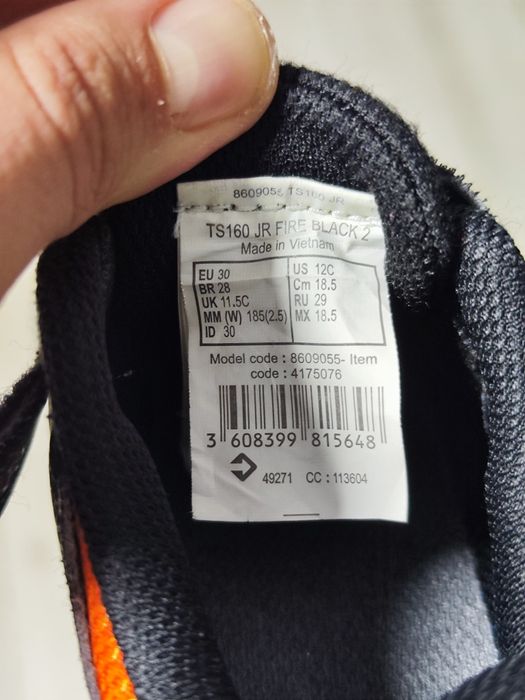 8609055 TS160 JR
TS160 JR FIRE BLACK 2
Made in Vietnam
EU 30
BR 28
UK 11.5C
MM (W) 185(2.5)
ID 30
US 12C
Cm 18.5
RU 29
MX 18.5
Model code : 8609055- Item
code : 4175076
3 608399 815648
49271 CC : 113604